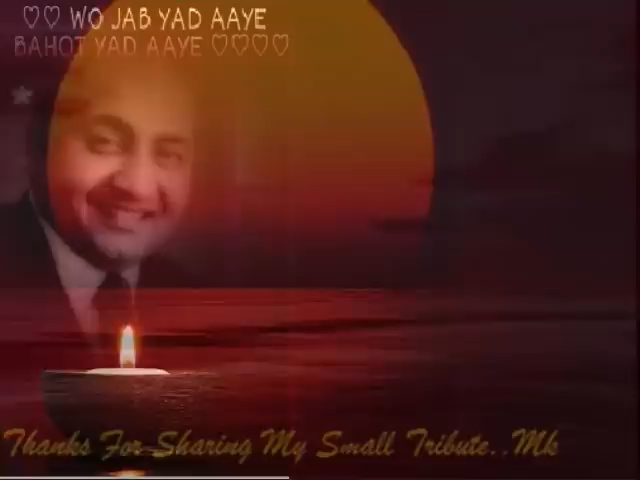 ♡♡ WO JAB YAD AAYE
BAHOT YAD AAYE ♡♡♡♡
Thanks For Sharing My Small Tribute..Mk